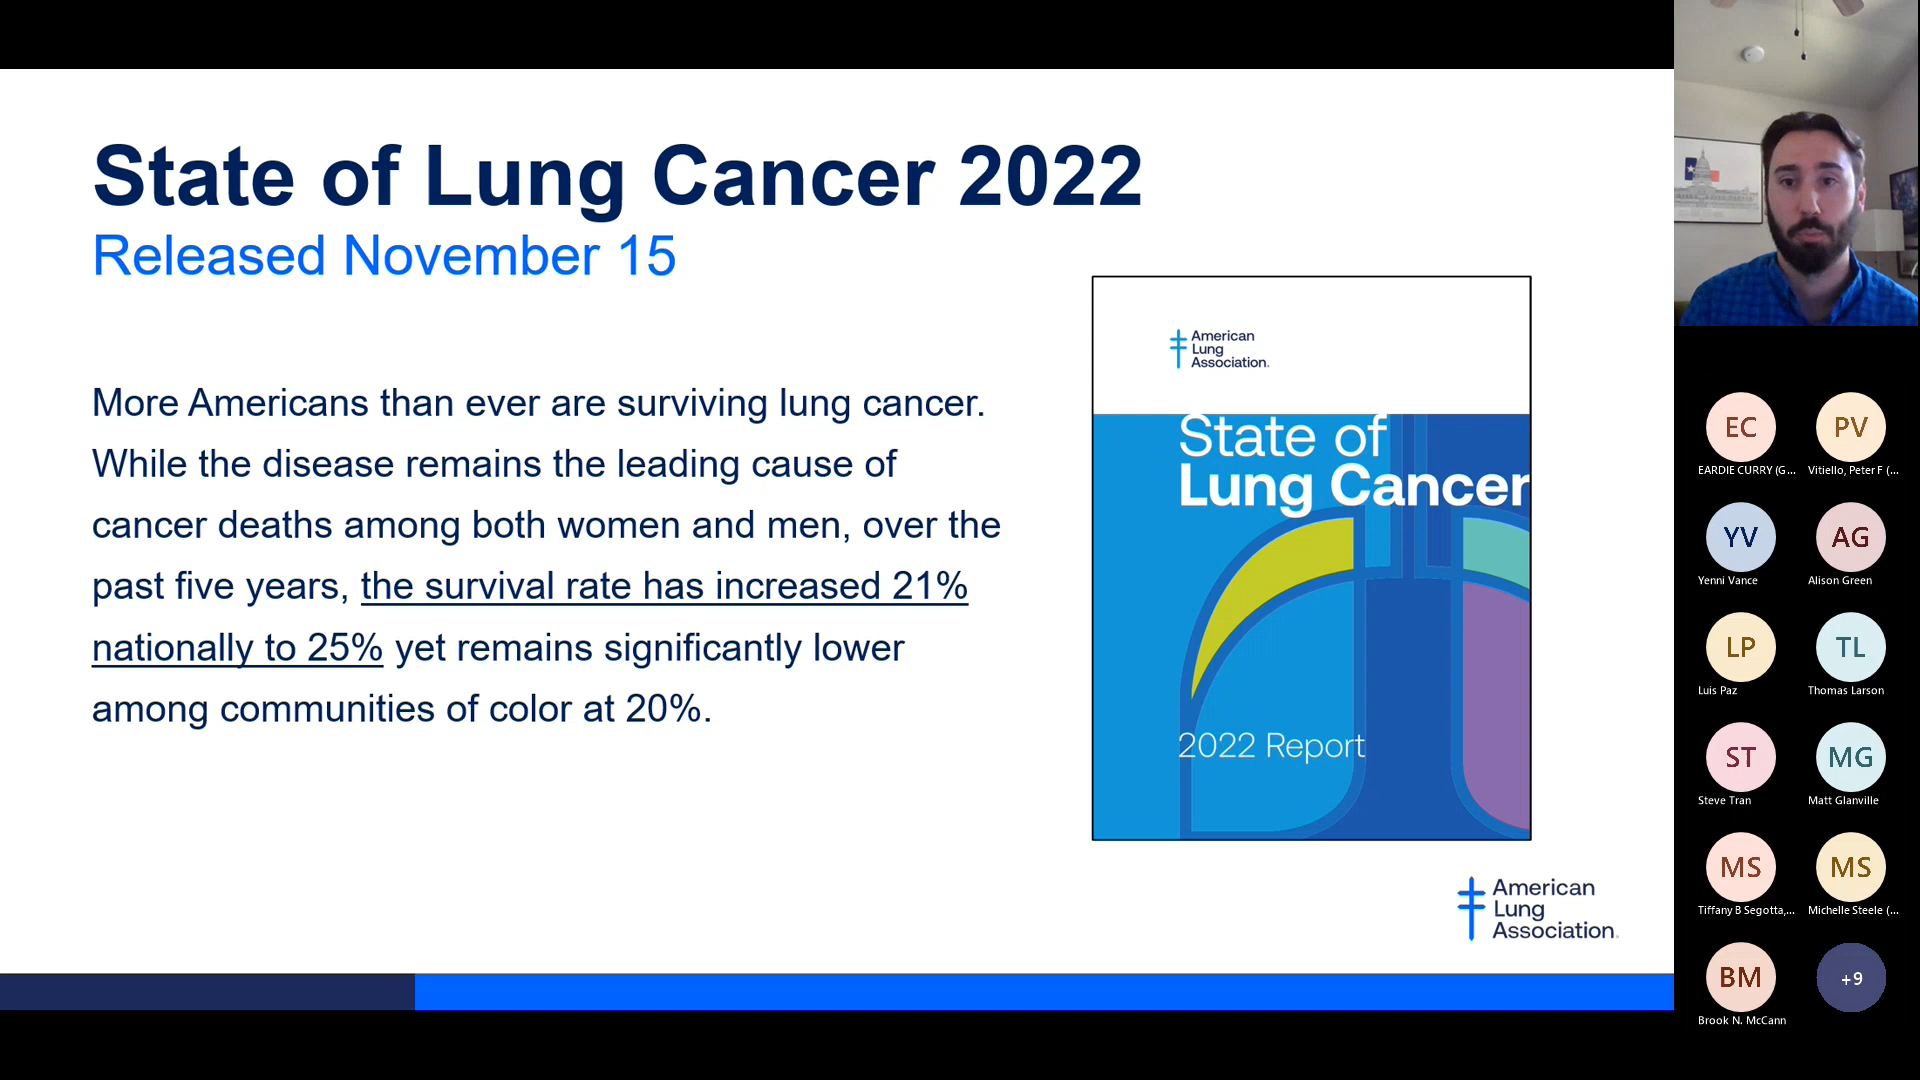 State of Lung Cancer 2022
Released November 15
More Americans than ever are surviving lung cancer.
While the disease remains the leading cause of
cancer deaths among both women and men, over the
past five years, the survival rate has increased 21%
nationally to 25% yet remains significantly lower
among communities of color at 20%.
American
Lung
Association.
State of
Lung Cancer
2022 Report
American
Lung
Association.
EC
EARDIE CURRY (G...
PV
Vitiello, Peter F (...
YV
Yenni Vance
AG
Alison Green
LP
Luis Paz
TL
Thomas Larson
ST
Steve Tran
MG
Matt Glanville
MS
Tiffany B Segotta,...
MS
Michelle Steele (...
BM
Brook N. McCann
+9